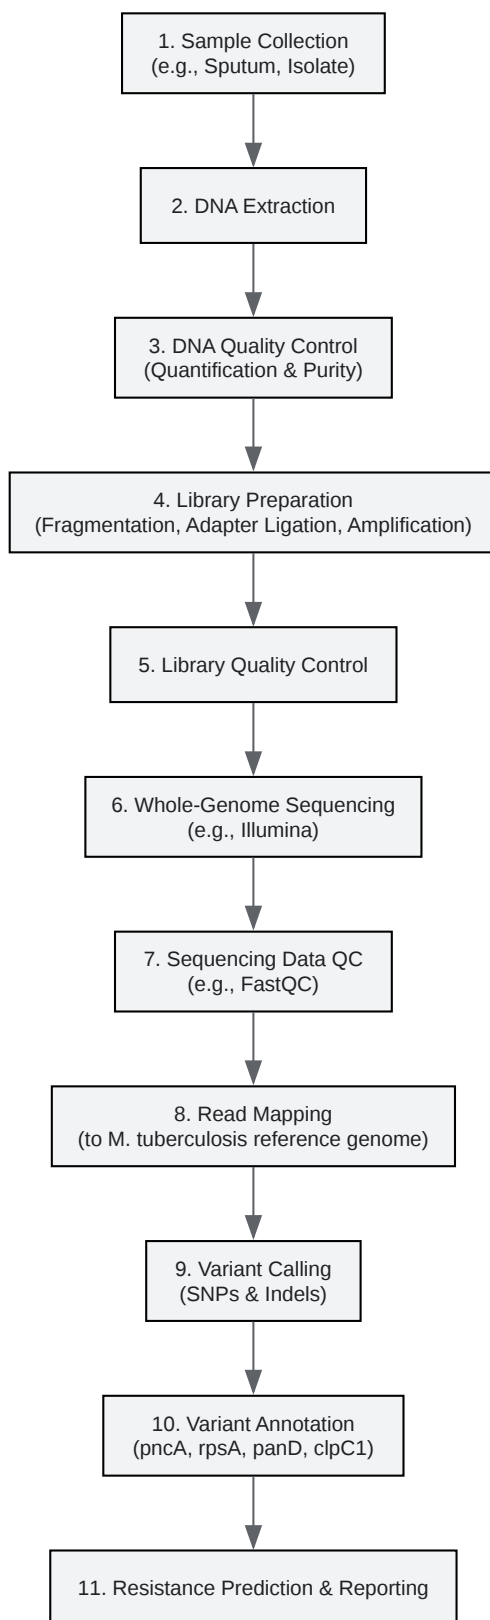 1. Sample Collection
(e.g., Sputum, Isolate)
2. DNA Extraction
3. DNA Quality Control
(Quantification & Purity)
4. Library Preparation
(Fragmentation, Adapter Ligation, Amplification)
5. Library Quality Control
6. Whole-Genome Sequencing
(e.g., Illumina)
7. Sequencing Data QC
(e.g., FastQC)
8. Read Mapping
(to M. tuberculosis reference genome)
9. Variant Calling
(SNPs & Indels)
10. Variant Annotation
(pncA, rpsA, panD, clpC1)
11. Resistance Prediction & Reporting